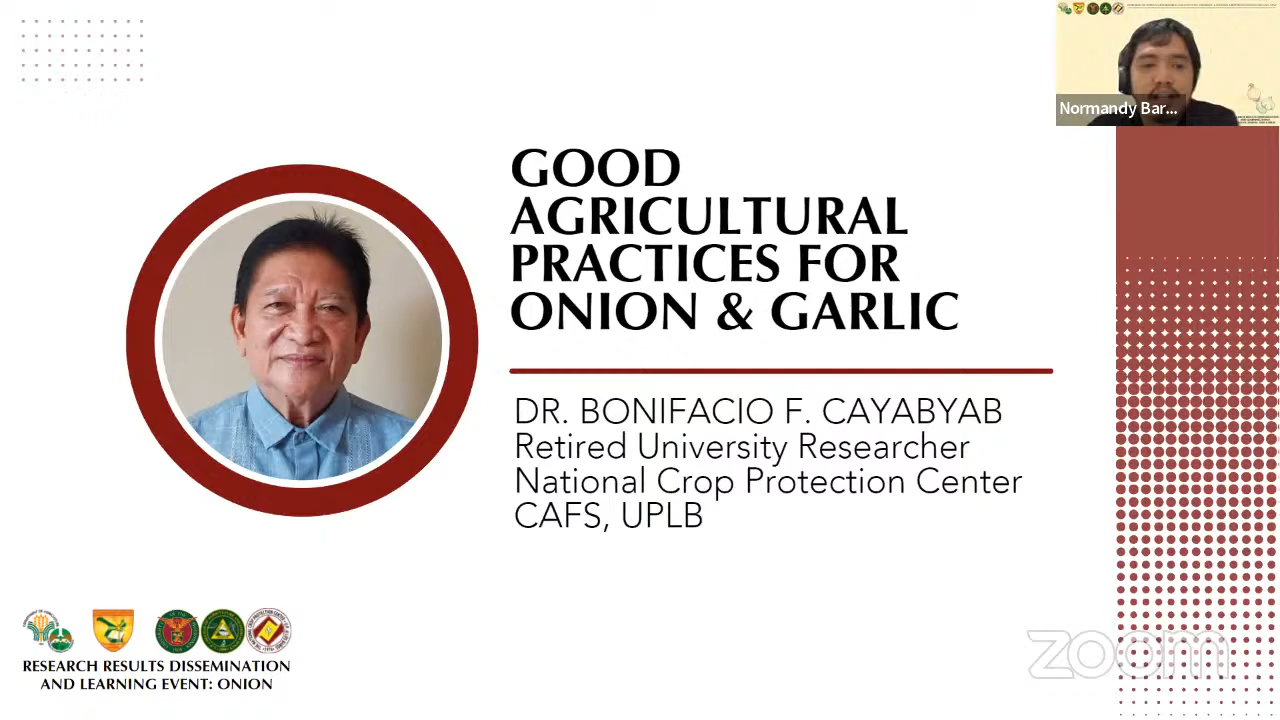 Normandy Bar...
GOOD
AGRICULTURAL
PRACTICES FOR
ONION & GARLIC
DR. BONIFACIO F. CAYABYAB
Retired University Researcher
National Crop Protection Center
CAFS, UPLB
RESEARCH RESULTS DISSEMINATION
AND LEARNING EVENT: ONION
zoom